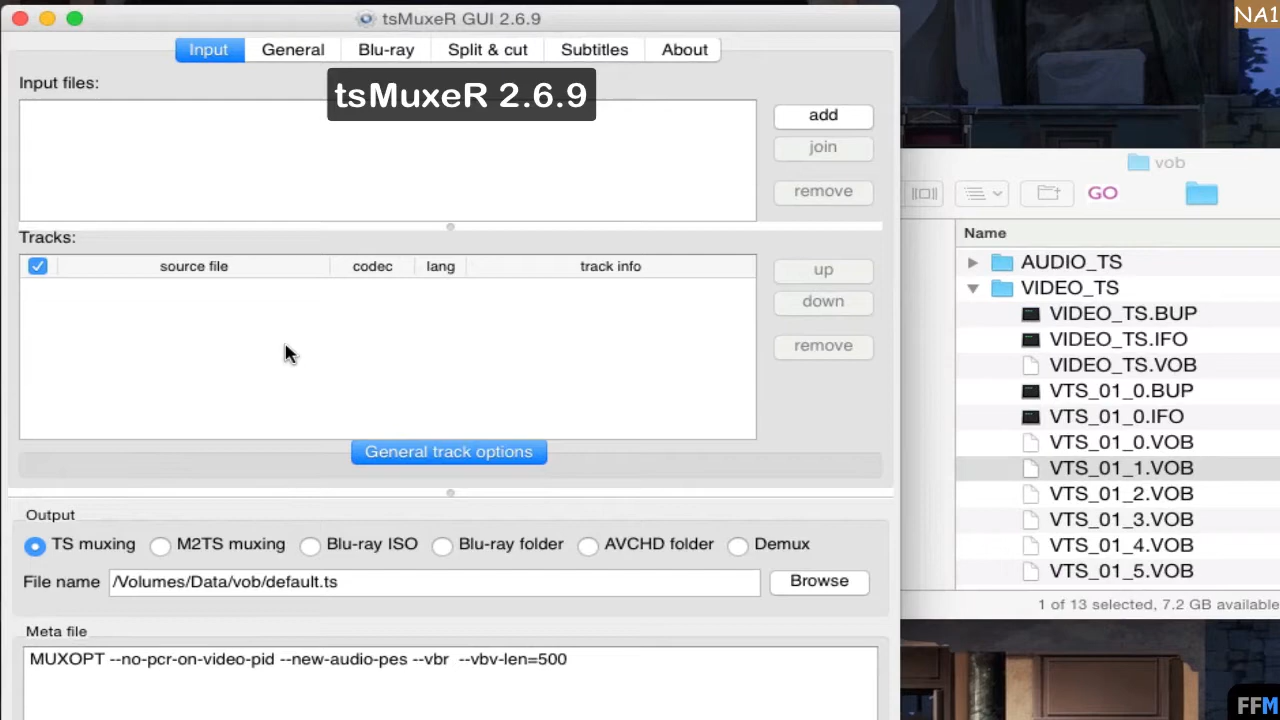 tsMuxeR GUI 2.6.9
NA1
Input General Blu-ray Split & cut Subtitles About
Input files:
tsMuxeR 2.6.9
add
join
remove
Tracks:
source file codec lang track info
up
down
remove
General track options
Output
TS muxing M2TS muxing Blu-ray ISO Blu-ray folder AVCHD folder Demux
File name /Volumes/Data/vob/default.ts Browse
Meta file
MUXOPT --no-pcr-on-video-pid --new-audio-pes --vbr --vbv-len=500
vob
GO
Name
AUDIO_TS
VIDEO_TS
VIDEO_TS.BUP
VIDEO_TS.IFO
VIDEO_TS.VOB
VTS_01_0.BUP
VTS_01_0.IFO
VTS_01_0.VOB
VTS_01_1.VOB
VTS_01_2.VOB
VTS_01_3.VOB
VTS_01_4.VOB
VTS_01_5.VOB
1 of 13 selected, 7.2 GB available
FFM